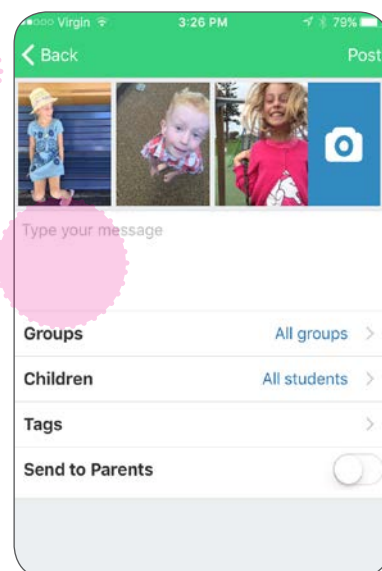 Virgin 3:26 PM 79%
Back Post
Type your message
Groups All groups
Children All students
Tags
Send to Parents